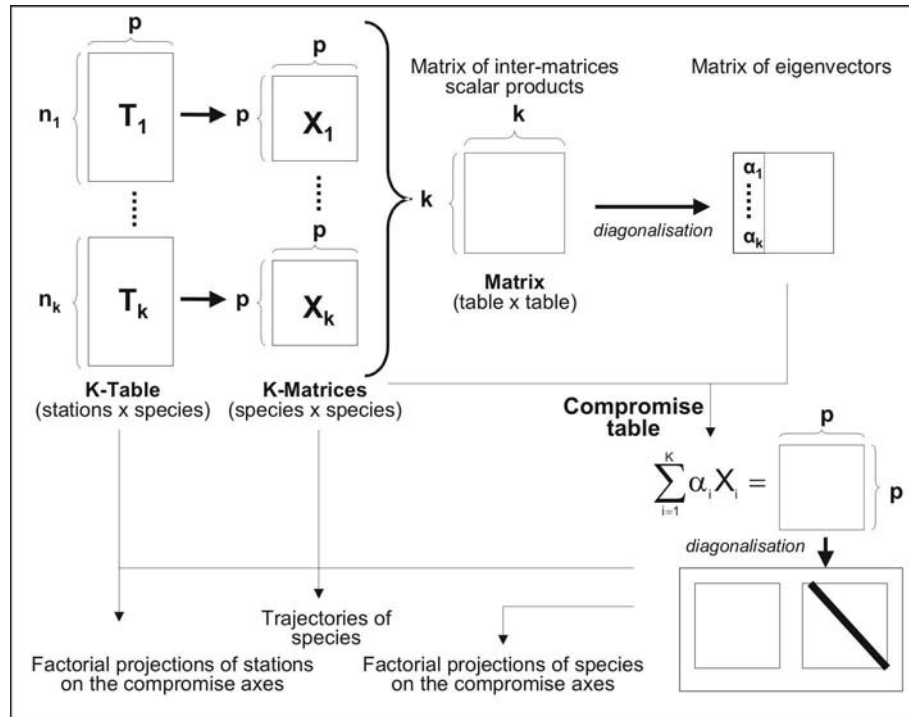 p
n1
T1
p
p
X1
p
nk
Tk
p
p
Xk
K-Table
(stations x species)
K-Matrices
(species x species)
Matrix of inter-matrices
scalar products
k
k
Matrix
(table x table)
diagonalisation
Matrix of eigenvectors
α1
αk
Compromise
table
K
∑ αi Xi =
i=1
p
p
diagonalisation
Trajectories of
species
Factorial projections of stations
on the compromise axes
Factorial projections of species
on the compromise axes